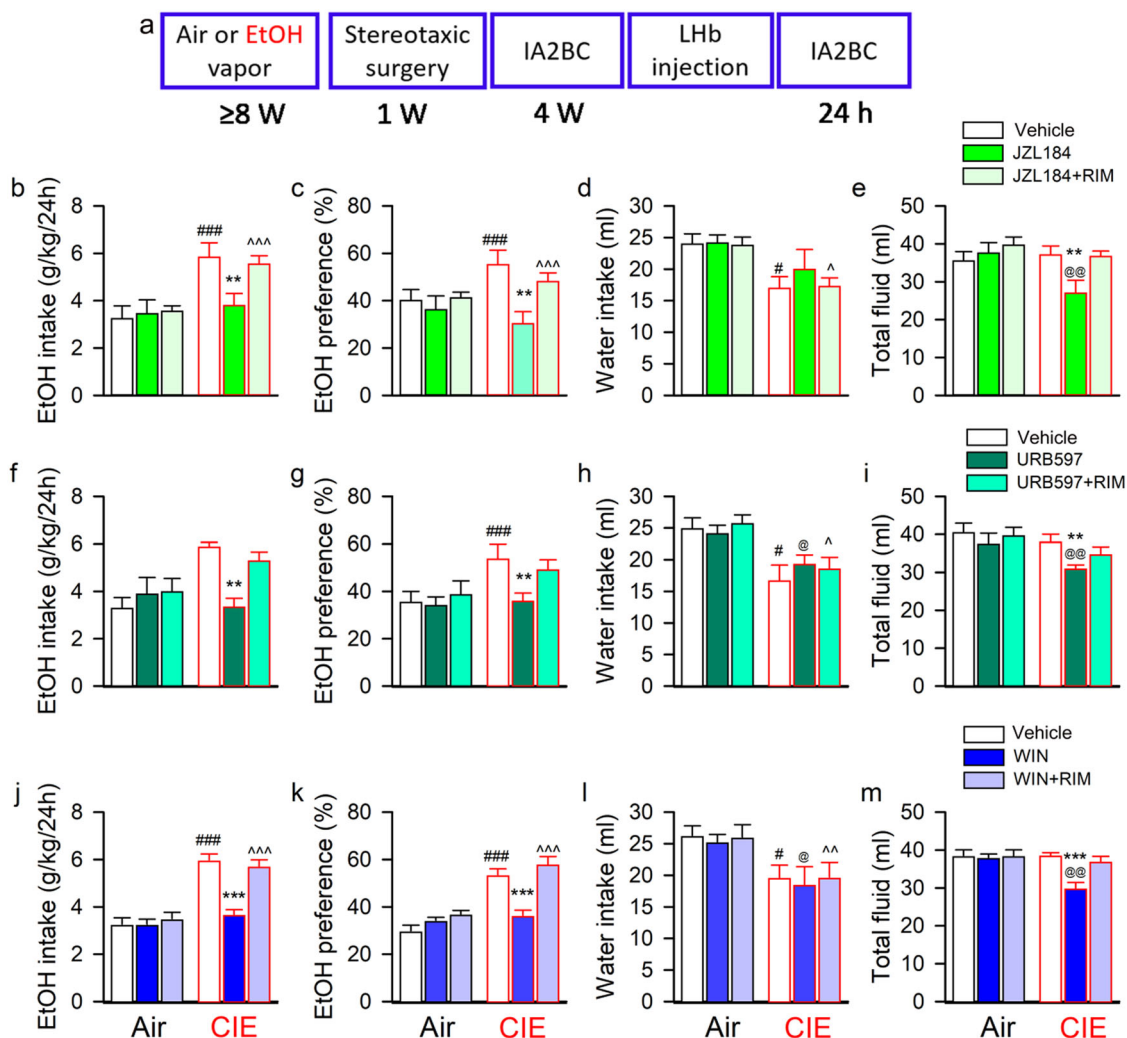 a
Air or EtOH
vapor
Stereotaxic
surgery
IA2BC
LHb
injection
IA2BC
≥8 W
1 W
4 W
24 h
Vehicle
JZL184
JZL184+RIM
b
EtOH intake (g/kg/24h)
8
6
4
2
0
###
**
^^^
c
EtOH preference (%)
80
60
40
20
0
###
**
^^^
d
Water intake (ml)
30
25
20
15
10
5
0
#
^
e
Total fluid (ml)
50
40
30
20
10
0
**
@@
Vehicle
URB597
URB597+RIM
f
EtOH intake (g/kg/24h)
8
6
4
2
0
**
g
EtOH preference (%)
80
60
40
20
0
###
**
h
Water intake (ml)
30
25
20
15
10
5
0
#
@
^
i
Total fluid (ml)
50
40
30
20
10
0
**
@@
Vehicle
WIN
WIN+RIM
j
EtOH intake (g/kg/24h)
8
6
4
2
0
###
***
^^^
Air
CIE
k
EtOH preference (%)
80
60
40
20
0
###
***
^^^
Air
CIE
l
Water intake (ml)
30
25
20
15
10
5
0
#
@
^^
Air
CIE
m
Total fluid (ml)
50
40
30
20
10
0
***
@@
Air
CIE